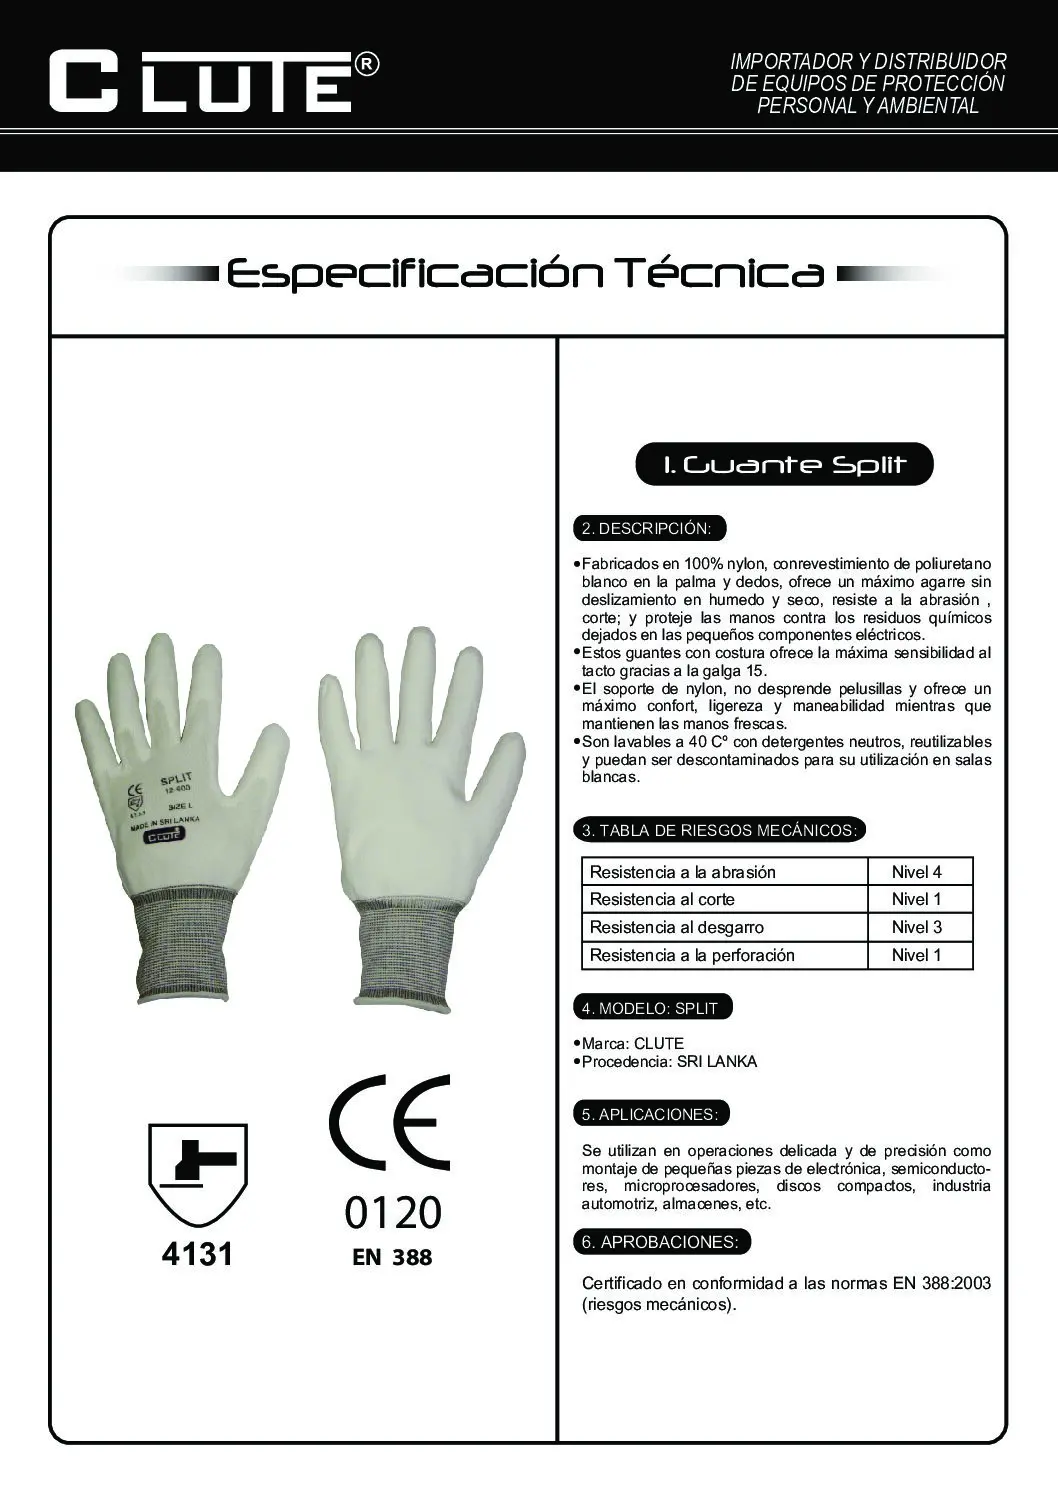 CLUTE®
IMPORTADOR Y DISTRIBUIDOR
DE EQUIPOS DE PROTECCIÓN
PERSONAL Y AMBIENTAL
Especificación Técnica
1. Guante Split
2. DESCRIPCIÓN:
•Fabricados en 100% nylon, conrevestimiento de poliuretano
blanco en la palma y dedos, ofrece un máximo agarre sin
deslizamiento en humedo y seco, resiste a la abrasión ,
corte; y proteje las manos contra los residuos químicos
dejados en las pequeños componentes eléctricos.
•Estos guantes con costura ofrece la máxima sensibilidad al
tacto gracias a la galga 15.
•El soporte de nylon, no desprende pelusillas y ofrece un
máximo confort, ligereza y maneabilidad mientras que
mantienen las manos frescas.
•Son lavables a 40 Cº con detergentes neutros, reutilizables
y puedan ser descontaminados para su utilización en salas
blancas.
3. TABLA DE RIESGOS MECÁNICOS:
Resistencia a la abrasión Nivel 4
Resistencia al corte Nivel 1
Resistencia al desgarro Nivel 3
Resistencia a la perforación Nivel 1
4. MODELO: SPLIT
•Marca: CLUTE
•Procedencia: SRI LANKA
5. APLICACIONES:
Se utilizan en operaciones delicada y de precisión como
montaje de pequeñas piezas de electrónica, semiconducto-
res, microprocesadores, discos compactos, industria
automotriz, almacenes, etc.
6. APROBACIONES:
Certificado en conformidad a las normas EN 388:2003
(riesgos mecánicos).
SPLIT
CE
SIZE L
MADE IN SRI LANKA
CLUTE
CE
0120
EN 388
4131